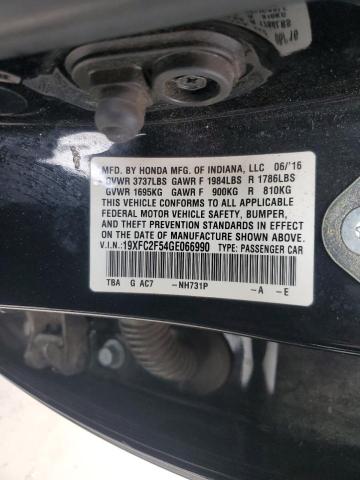 MFD. BY HONDA MFG. OF INDIANA, LLC 06/'16
GVWR 3737LBS GAWR F 1984LBS R 1786LBS
GVWR 1695KG GAWR F 900KG R 810KG
THIS VEHICLE CONFORMS TO ALL APPLICABLE
FEDERAL MOTOR VEHICLE SAFETY, BUMPER,
AND THEFT PREVENTION STANDARDS IN EFFECT
ON THE DATE OF MANUFACTURE SHOWN ABOVE.
V.I.N.:19XFC2F54GE066990 TYPE:PASSENGER CAR
TBA G AC7 -NH731P -A -E